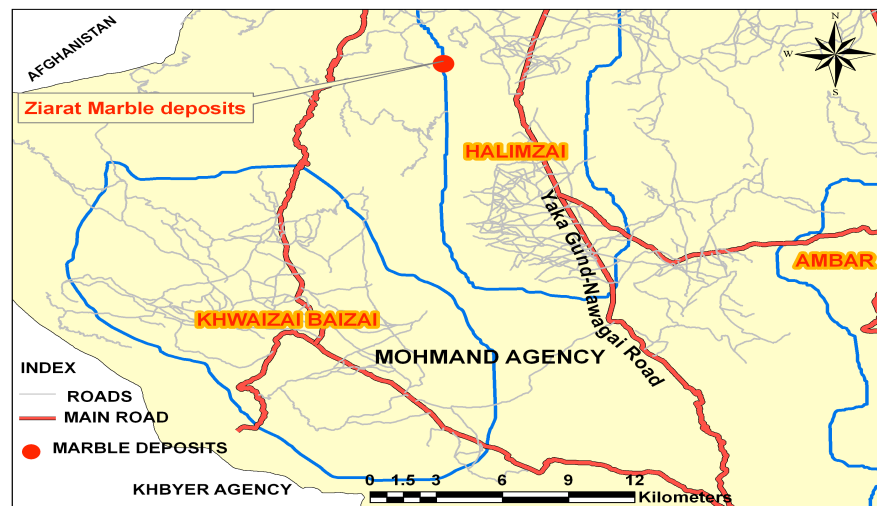 AFGHANISTAN
N
W
E
S
Ziarat Marble deposits
HALIMZAI
Yaka Gund-Nawagai Road
AMBAR
KHWAIZAI BAIZAI
MOHMAND AGENCY
INDEX
ROADS
MAIN ROAD
MARBLE DEPOSITS
KHBYER AGENCY
0 1.5 3 6 9 12
Kilometers